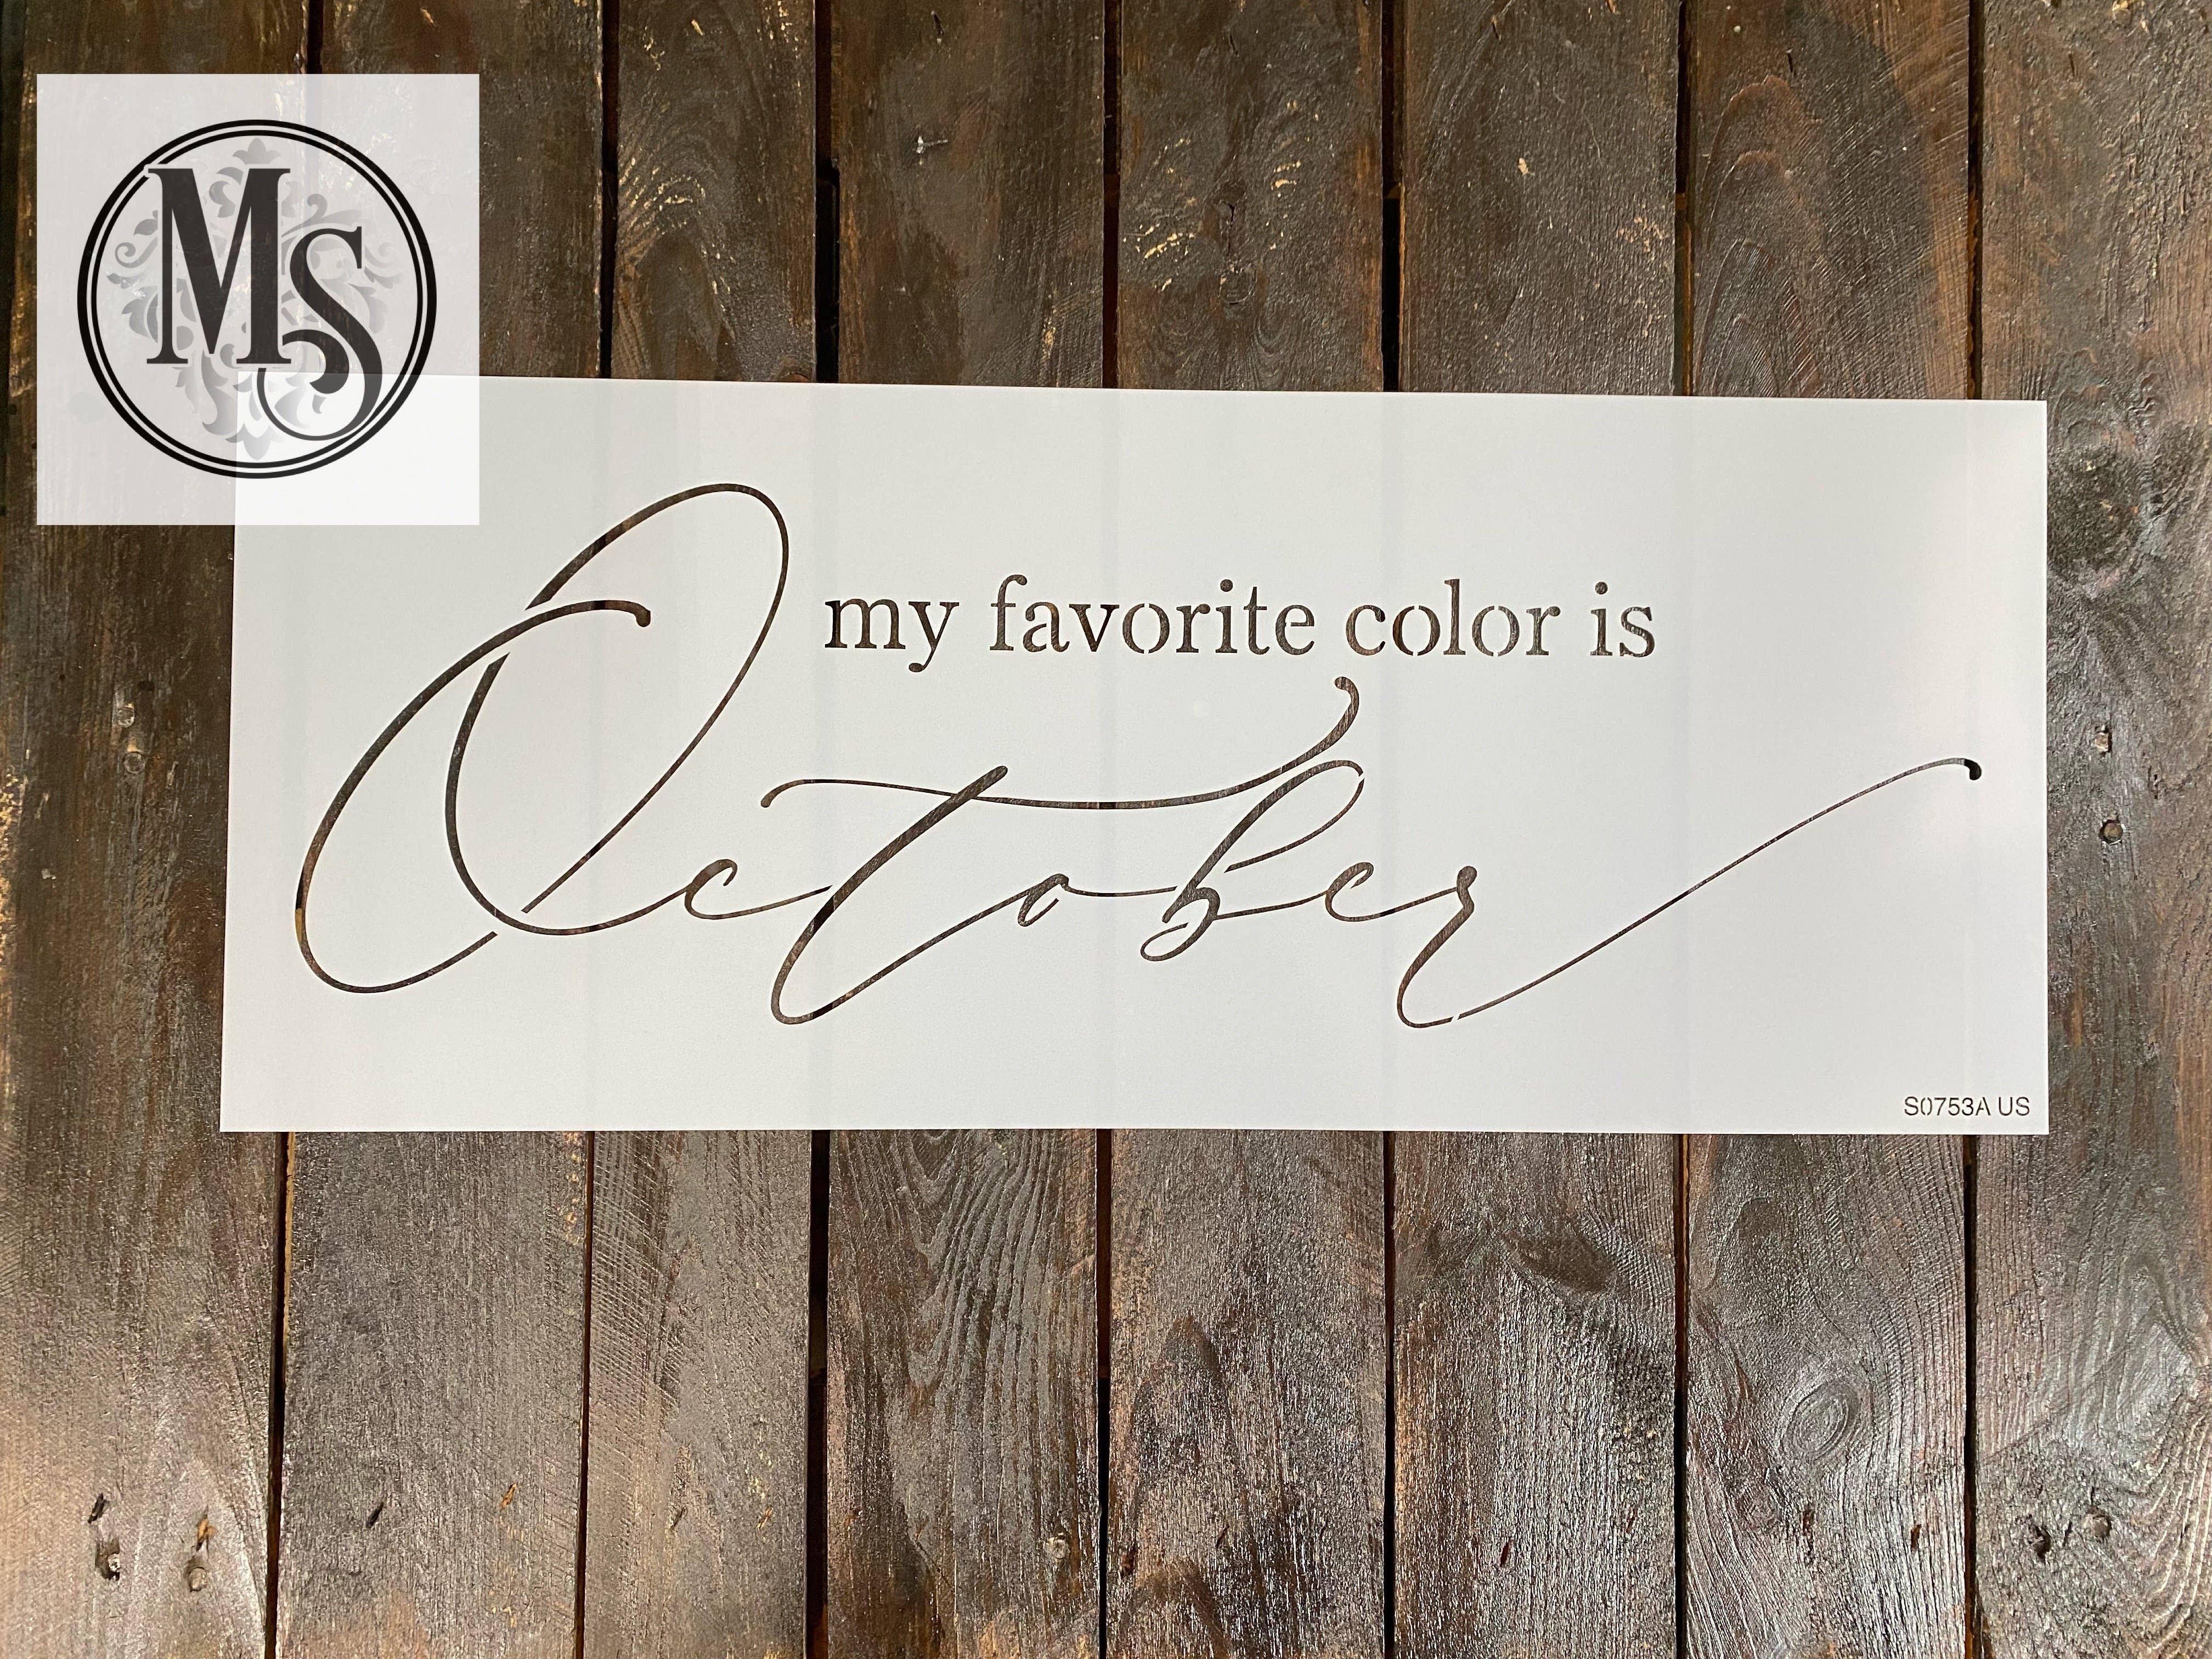 MS
my favorite color is
October
S0753A US